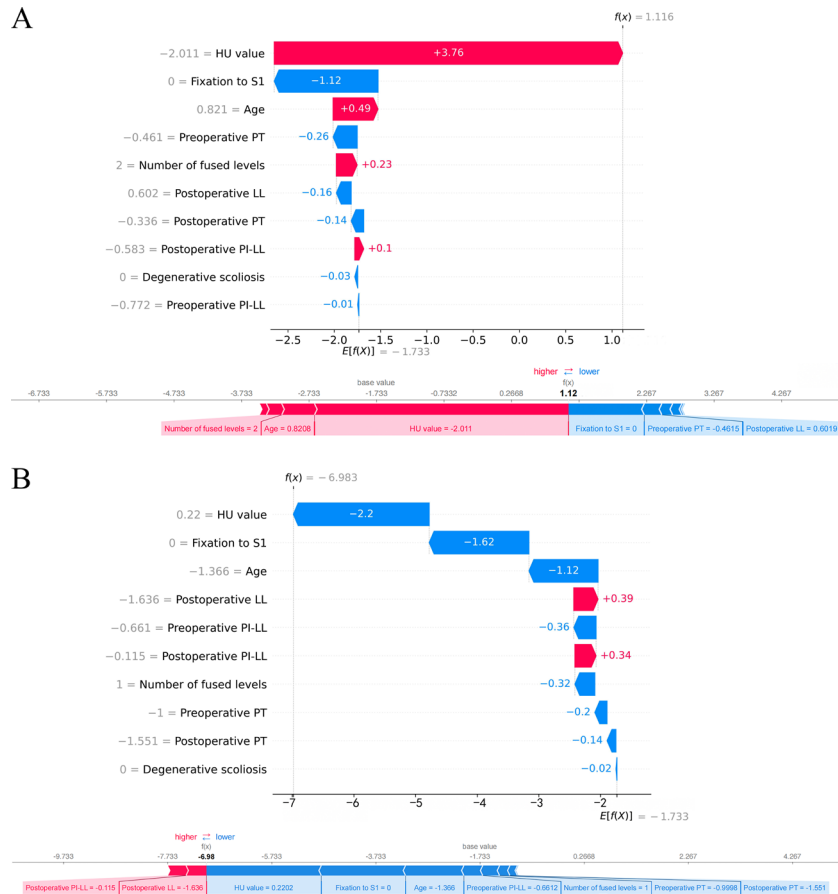 A
f(x) = 1.116
−2.011 = HU value +3.76
0 = Fixation to S1 −1.12
0.821 = Age +0.49
−0.461 = Preoperative PT −0.26
2 = Number of fused levels +0.23
0.602 = Postoperative LL −0.16
−0.336 = Postoperative PT −0.14
−0.583 = Postoperative PI-LL +0.1
0 = Degenerative scoliosis −0.03
−0.772 = Preoperative PI-LL −0.01
−2.5 −2.0 −1.5 −1.0 −0.5 0.0 0.5 1.0
E[f(X)] = −1.733
higher ⇄ lower
base value f(x)
-6.733 -5.733 -4.733 -3.733 -2.733 -1.733 -0.7332 0.2668 1.12 2.267 3.267 4.267
Number of fused levels = 2 Age = 0.8208 HU value = -2.011 Fixation to S1 = 0 Preoperative PT = -0.4615 Postoperative LL = 0.6019
B
f(x) = −6.983
0.22 = HU value −2.2
0 = Fixation to S1 −1.62
−1.366 = Age −1.12
−1.636 = Postoperative LL +0.39
−0.661 = Preoperative PI-LL −0.36
−0.115 = Postoperative PI-LL +0.34
1 = Number of fused levels −0.32
−1 = Preoperative PT −0.2
−1.551 = Postoperative PT −0.14
0 = Degenerative scoliosis −0.02
−7 −6 −5 −4 −3 −2
E[f(X)] = −1.733
higher ⇄ lower
f(x) base value
-9.733 -7.733 -6.98 -5.733 -3.733 -1.733 0.2668 2.267 4.267
Postoperative PI-LL = -0.115 Postoperative LL = -1.636 HU value = 0.2202 Fixation to S1 = 0 Age = -1.366 Preoperative PI-LL = -0.6612 Number of fused levels = 1 Preoperative PT = -0.9998 Postoperative PT = -1.551